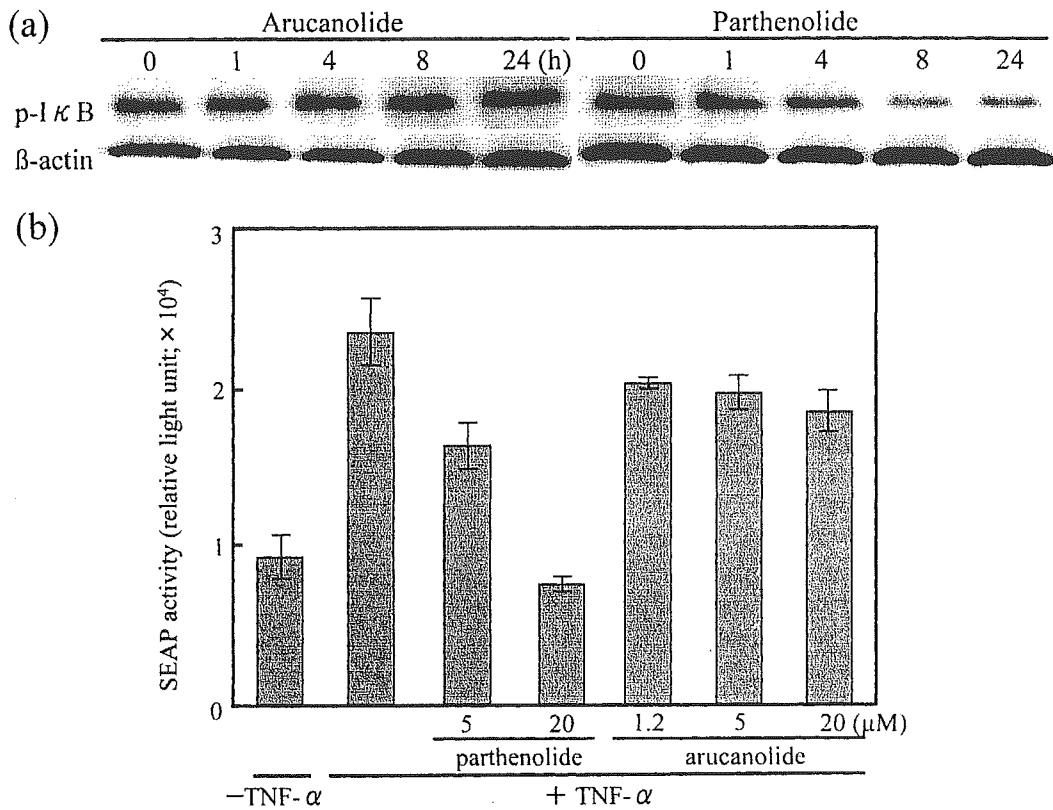 (a)
Arucanolide Parthenolide
0 1 4 8 24 (h) 0 1 4 8 24
p-I κ B
ß-actin
(b)
SEAP activity (relative light unit; × 10⁴)
3
2
1
0
5 20 1.2 5 20 (μM)
parthenolide arucanolide
−TNF- α + TNF- α